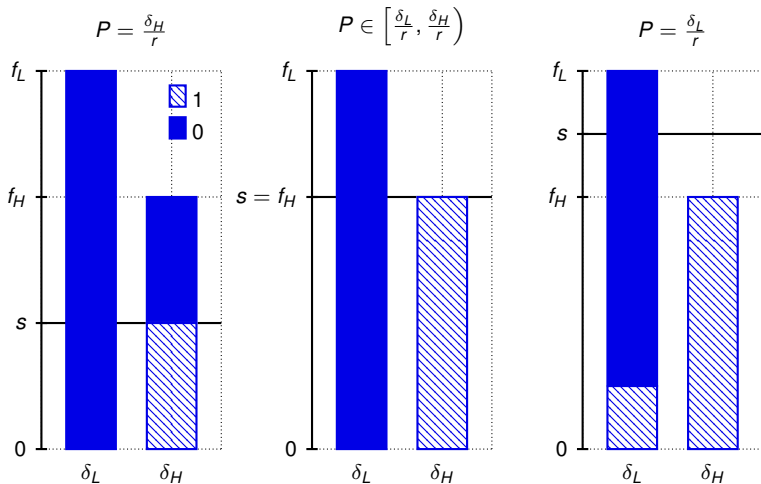 P = δ_H/r
f_L
1
0
f_H
s
0
δ_L δ_H
P ∈ [δ_L/r, δ_H/r)
f_L
s = f_H
0
δ_L δ_H
P = δ_L/r
f_L
s
f_H
0
δ_L δ_H